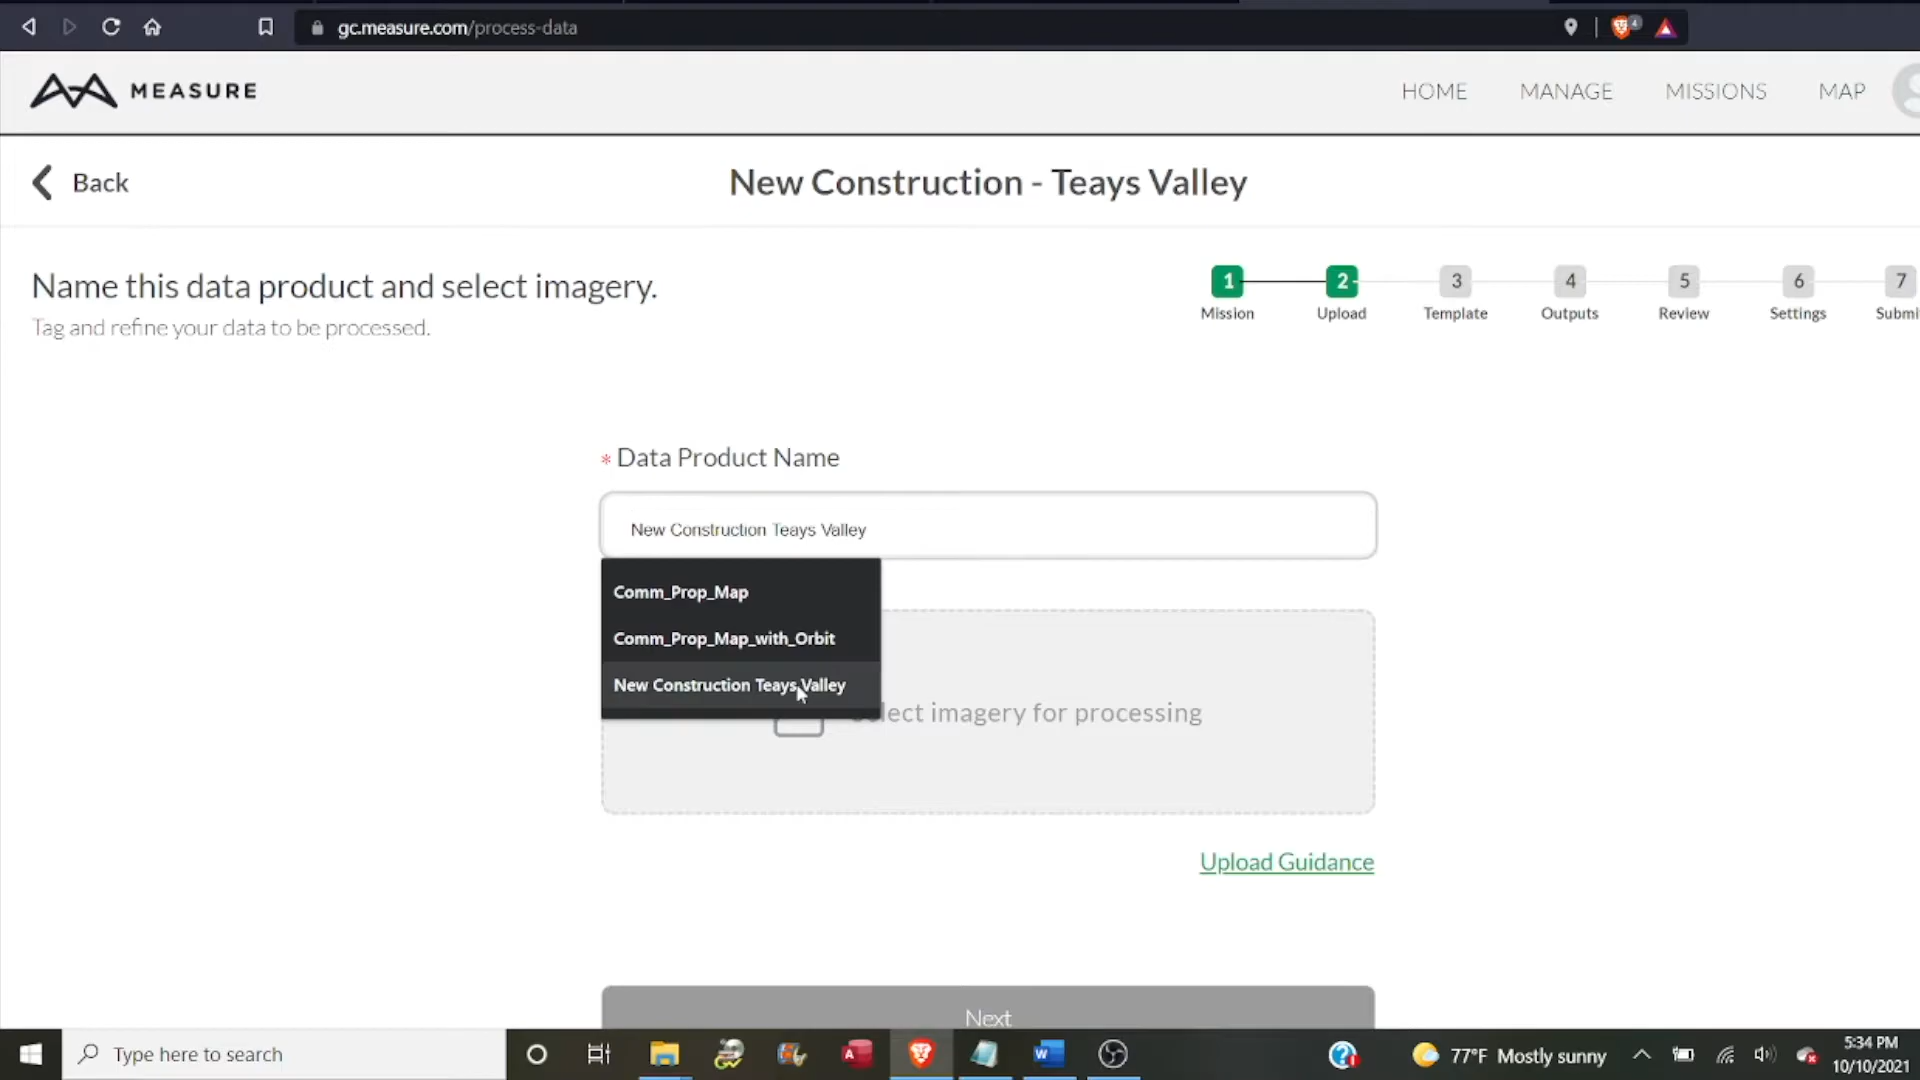 gc.measure.com/process-data
4
MEASURE
HOME MANAGE MISSIONS MAP
Back
New Construction - Teays Valley
Name this data product and select imagery.
Tag and refine your data to be processed.
1 2 3 4 5 6 7
Mission Upload Template Outputs Review Settings Submi
* Data Product Name
New Construction Teays Valley
Comm_Prop_Map
Comm_Prop_Map_with_Orbit
New Construction Teays Valley
lect imagery for processing
Upload Guidance
Next
Type here to search
77°F Mostly sunny
5:34 PM
10/10/2021